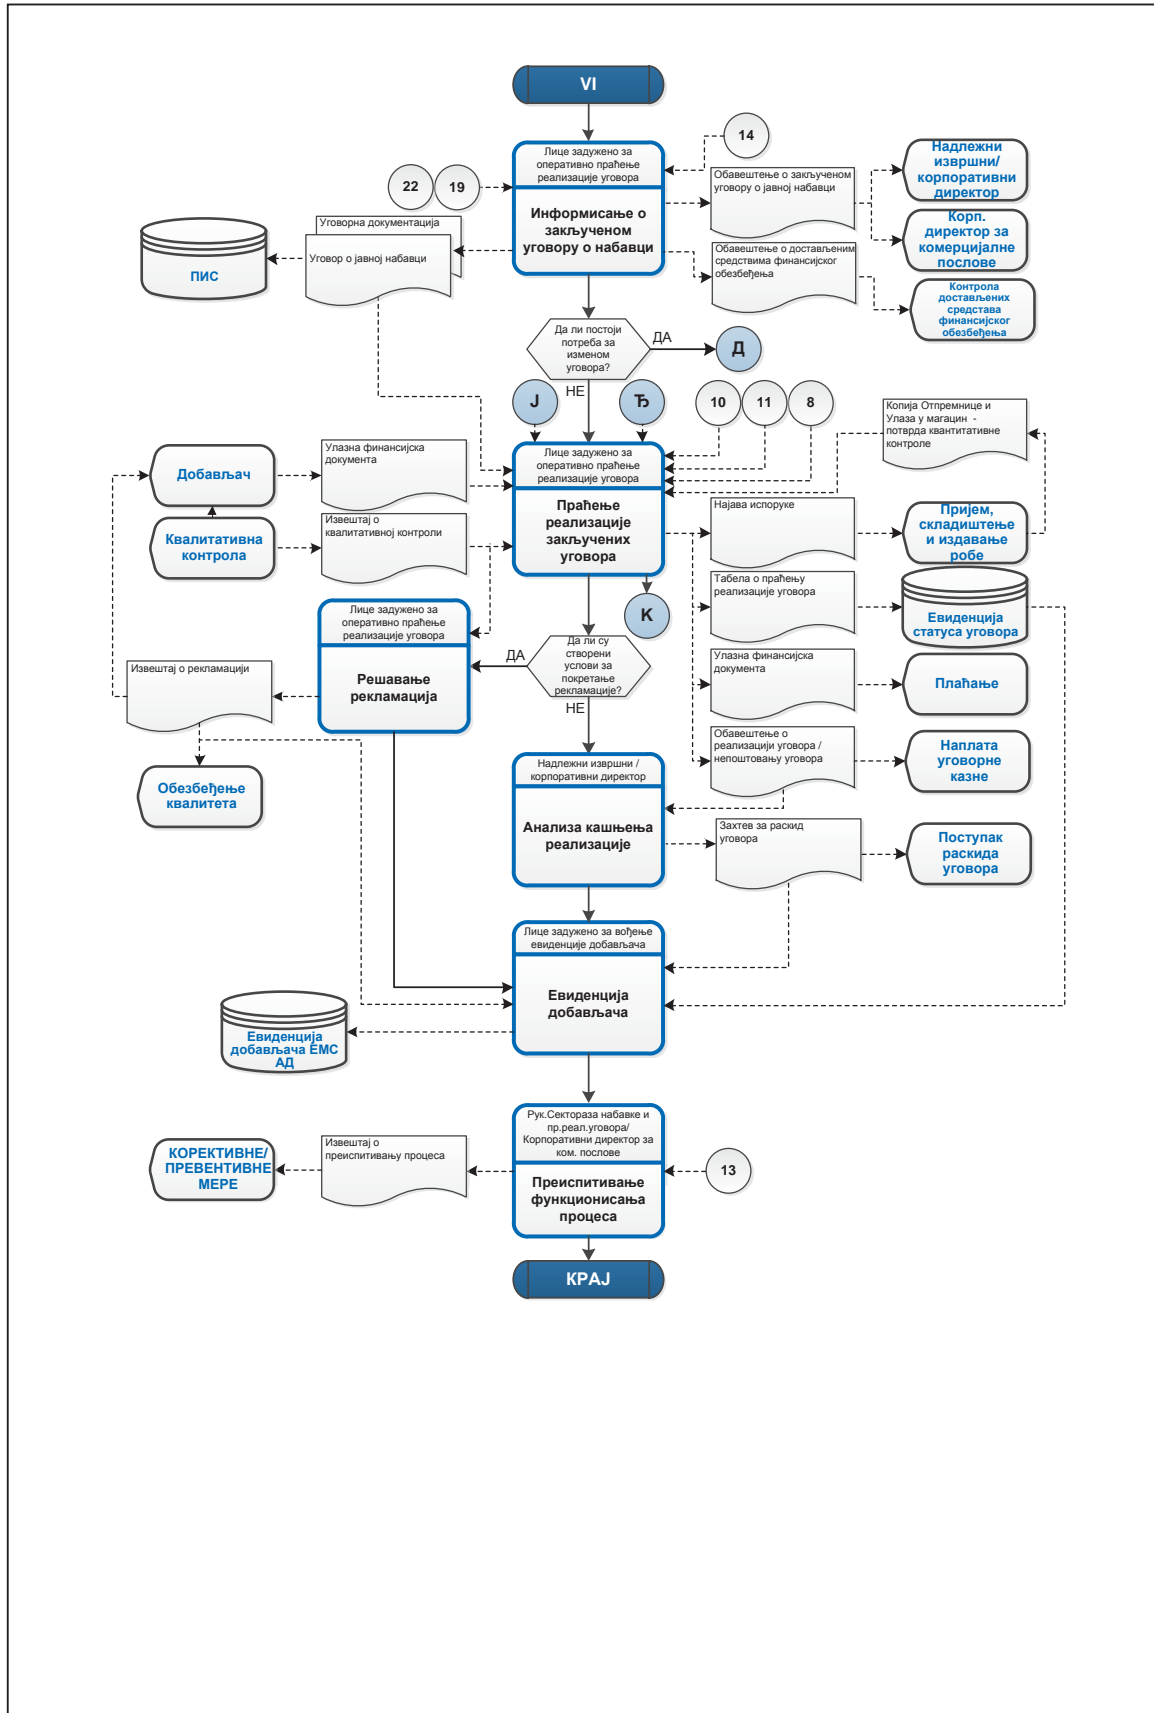 VI
14
Лице задужено за
оперативно праћење
реализације уговора
Информисање о
закљученом
уговору о набавци
22
19
Обавештење о закљученом
уговору о јавној набавци
Надлежни
извршни/
корпоративни
директор
Корп.
директор за
комерцијалне
послове
Обавештење о достављеним
средствима финансијског
обезбеђења
Контрола
достављених
средстава
финансијског
обезбеђења
Уговорна документација
Уговор о јавној набавци
ПИС
Да ли постоји
потреба за
изменом
уговора?
ДА
Д
НЕ
Ј
Ђ
10
11
8
Копија Отпремнице и
Улаза у магацин -
потврда квантитативне
контроле
Лице задужено за
оперативно праћење
реализације уговора
Праћење
реализације
закључених
уговора
Добављач
Улазна финансијска
документа
Квалитативна
контрола
Извештај о
квалитативној контроли
Најава испоруке
Пријем,
складиштење
и издавање
робе
Табела о праћењу
реализације уговора
Евиденција
статуса уговора
К
Лице задужено за
оперативно праћење
реализације уговора
Решавање
рекламација
ДА
Да ли су
створени
услови за
покретање
рекламације?
НЕ
Улазна финансијска
документа
Плаћање
Извештај о рекламацији
Обезбеђење
квалитета
Обавештење о
реализацији уговора /
непоштовању уговора
Наплата
уговорне
казне
Надлежни извршни /
корпоративни директор
Анализа кашњења
реализације
Захтев за раскид
уговора
Поступак
раскида
уговора
Лице задужено за вођење
евиденције добављача
Евиденција
добављача
Евиденција
добављача ЕМС
АД
Рук.Сектораза набавке и
пр.реал.уговора/
Корпоративни директор за
ком. послове
Преиспитивање
функционисања
процеса
13
Извештај о
преиспитивању процеса
КОРЕКТИВНЕ/
ПРЕВЕНТИВНЕ
МЕРЕ
КРАЈ